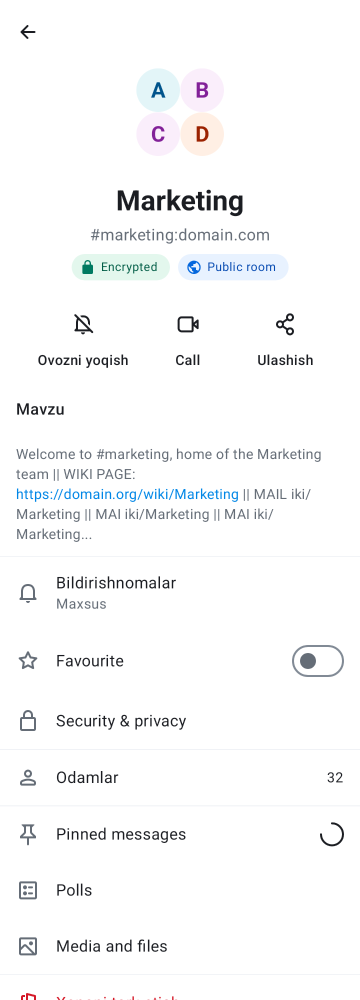 A B
C D
Marketing
#marketing:domain.com
Encrypted Public room
Ovozni yoqish Call Ulashish
Mavzu
Welcome to #marketing, home of the Marketing
team || WIKI PAGE:
https://domain.org/wiki/Marketing || MAIL iki/
Marketing || MAI iki/Marketing || MAI iki/
Marketing...
Bildirishnomalar
Maxsus
Favourite
Security & privacy
Odamlar 32
Pinned messages
Polls
Media and files